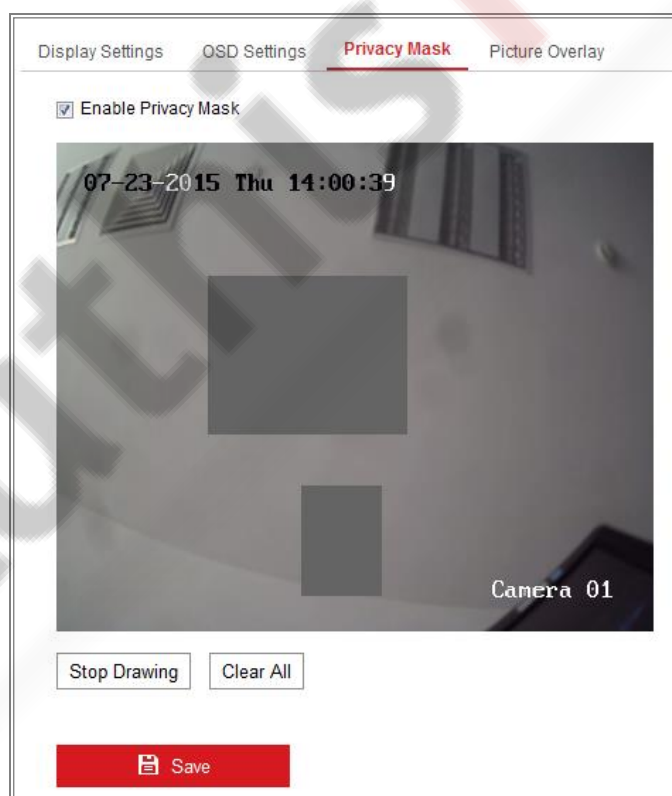 Display Settings OSD Settings Privacy Mask Picture Overlay
Enable Privacy Mask
07-23-2015 Thu 14:00:39
Camera 01
Stop Drawing Clear All
Save